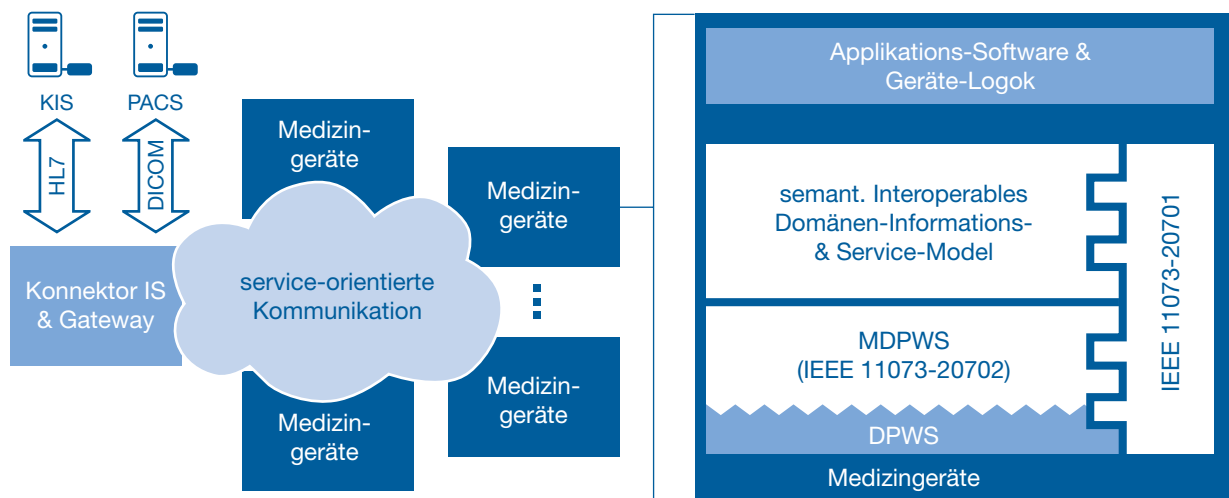 KIS
PACS
HL7
DICOM
Konnektor IS
& Gateway
Medizin-
geräte
service-orientierte
Kommunikation
Medizin-
geräte
Medizin-
geräte
Medizin-
geräte
Applikations-Software &
Geräte-Logok
semant. Interoperables
Domänen-Informations-
& Service-Model
MDPWS
(IEEE 11073-20702)
DPWS
IEEE 11073-20701
Medizingeräte